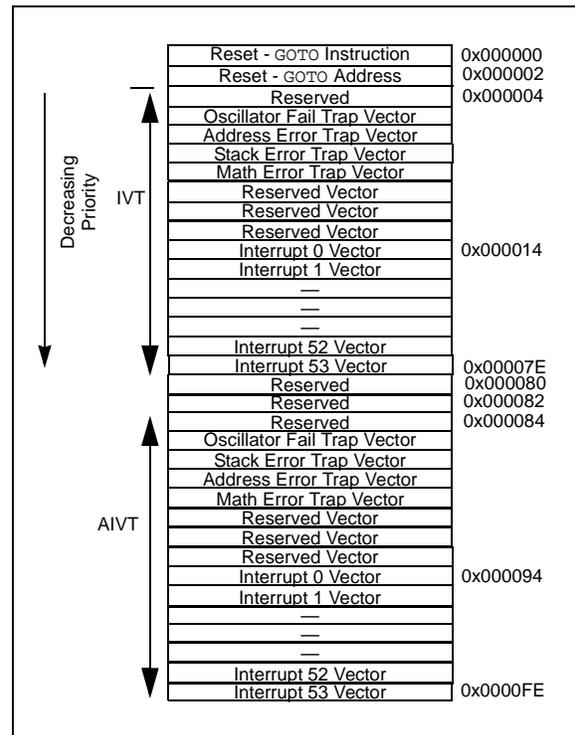 Reset - GOTO Instruction 0x000000
Reset - GOTO Address 0x000002
Reserved 0x000004
Oscillator Fail Trap Vector
Address Error Trap Vector
Stack Error Trap Vector
Math Error Trap Vector
Reserved Vector
Reserved Vector
Reserved Vector
Interrupt 0 Vector 0x000014
Interrupt 1 Vector
—
—
—
Interrupt 52 Vector
Interrupt 53 Vector 0x00007E
Reserved 0x000080
Reserved 0x000082
Reserved 0x000084
Oscillator Fail Trap Vector
Stack Error Trap Vector
Address Error Trap Vector
Math Error Trap Vector
Reserved Vector
Reserved Vector
Reserved Vector
Interrupt 0 Vector 0x000094
Interrupt 1 Vector
—
—
—
Interrupt 52 Vector
Interrupt 53 Vector 0x0000FE
Decreasing
Priority
IVT
AIVT